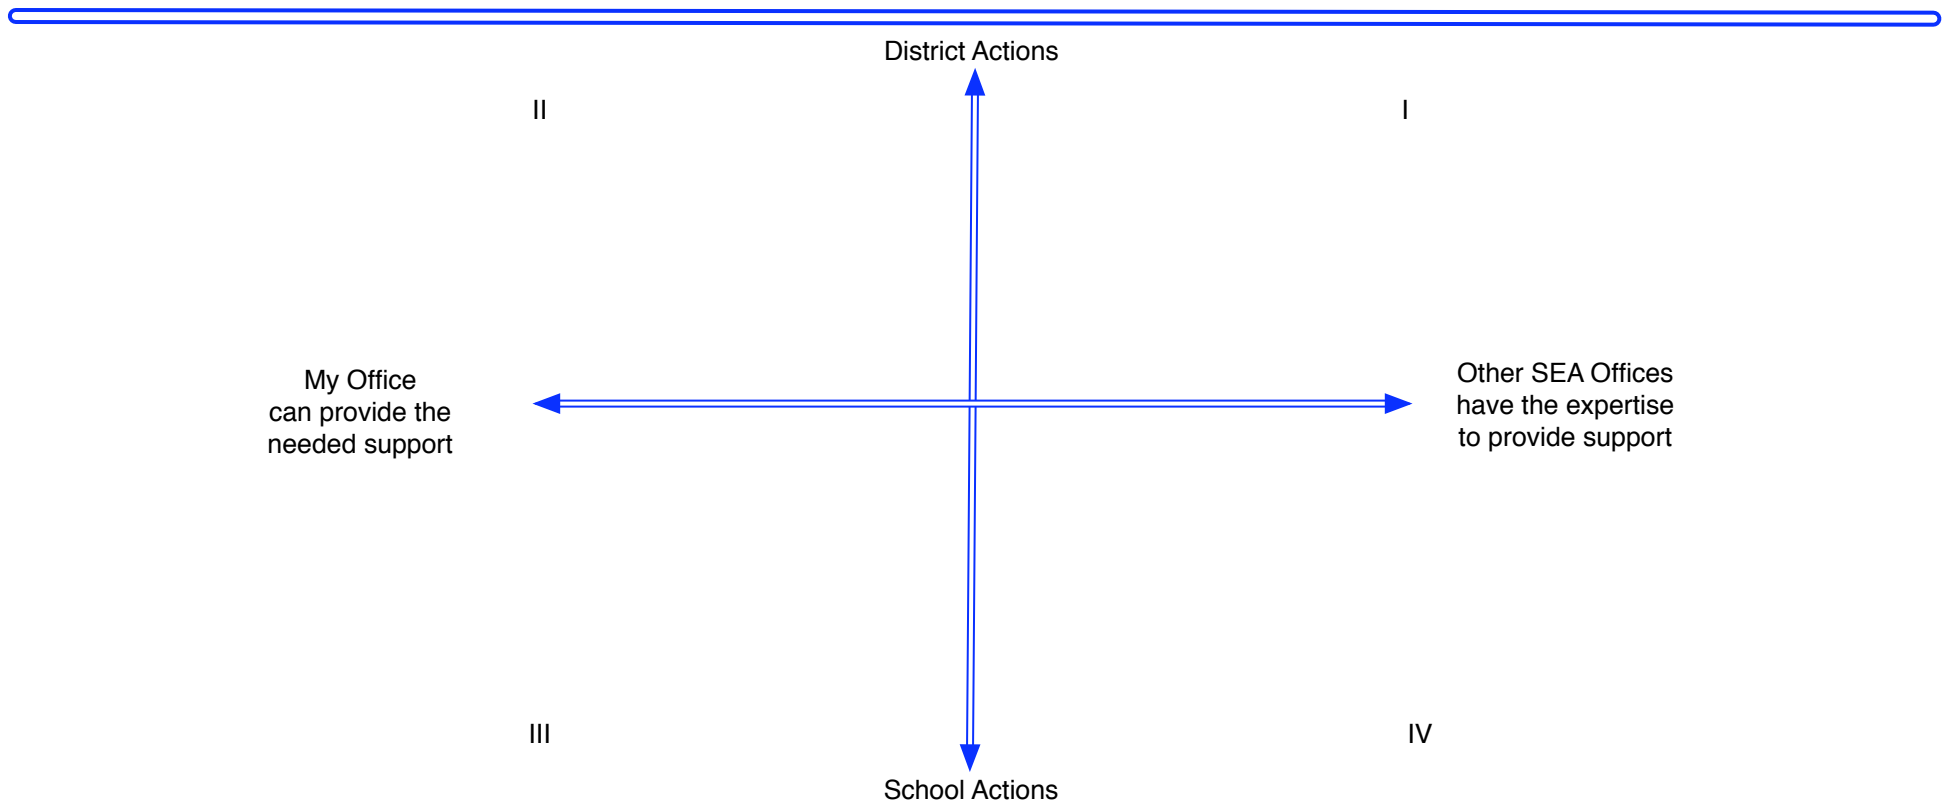 District Actions
II
I
My Office
can provide the
needed support
Other SEA Offices
have the expertise
to provide support
III
IV
School Actions